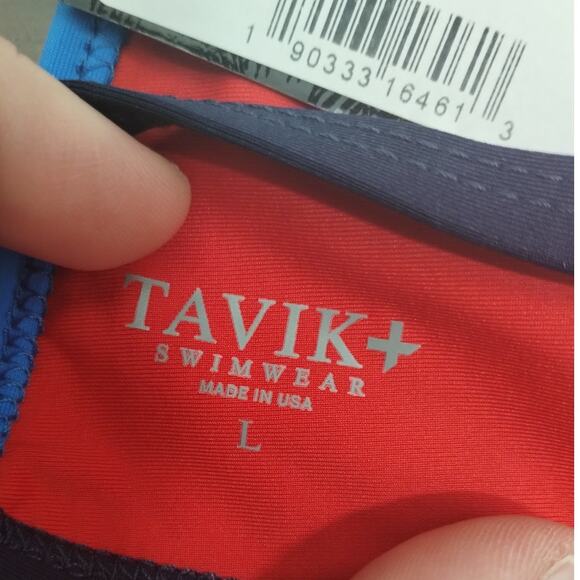 1 90333 16461 3
TAVIK+
SWIMWEAR
MADE IN USA
L